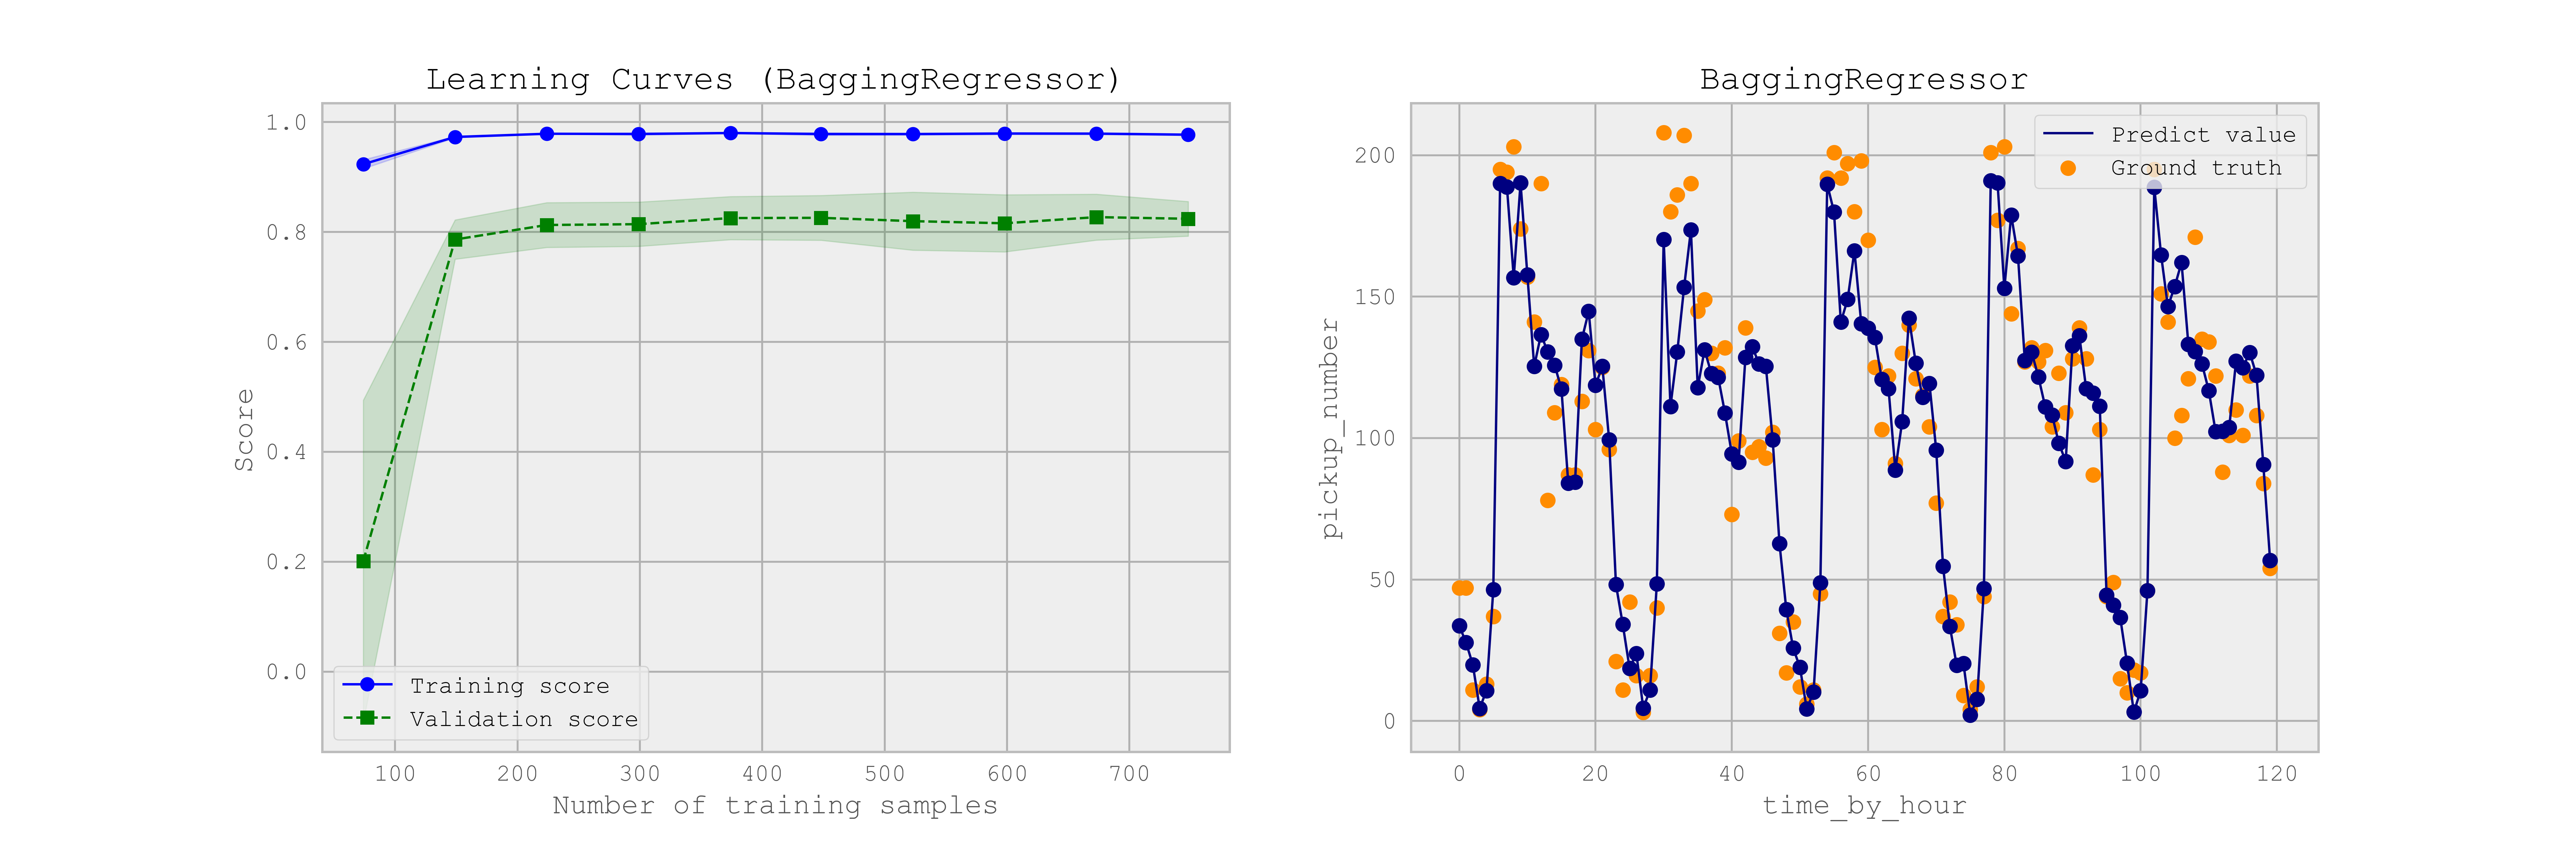 Learning Curves (BaggingRegressor)
1.0
0.8
0.6
0.4
0.2
0.0
Score
Training score
Validation score
100 200 300 400 500 600 700
Number of training samples
BaggingRegressor
200
150
100
50
0
pickup_number
Predict value
Ground truth
0 20 40 60 80 100 120
time_by_hour